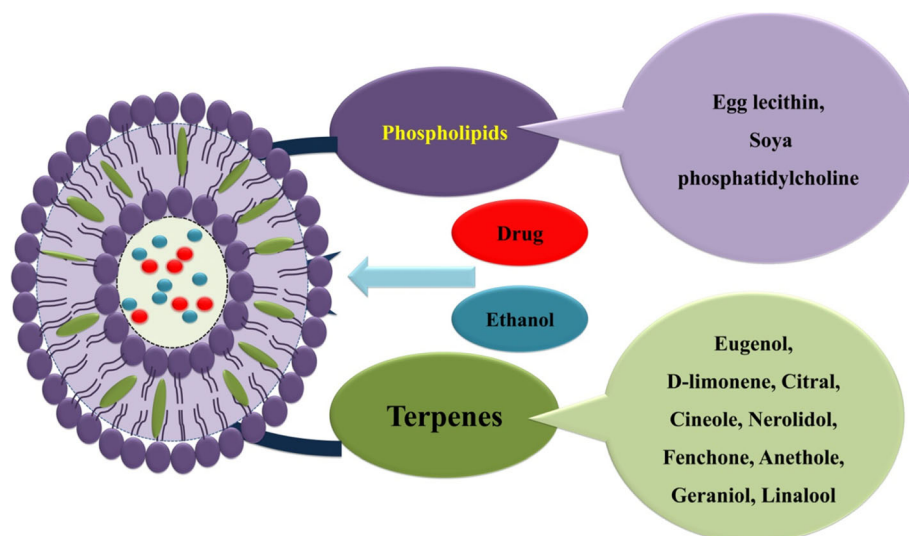 Phospholipids
Egg lecithin,
Soya
phosphatidylcholine
Drug
Ethanol
Terpenes
Eugenol,
D-limonene, Citral,
Cineole, Nerolidol,
Fenchone, Anethole,
Geraniol, Linalool